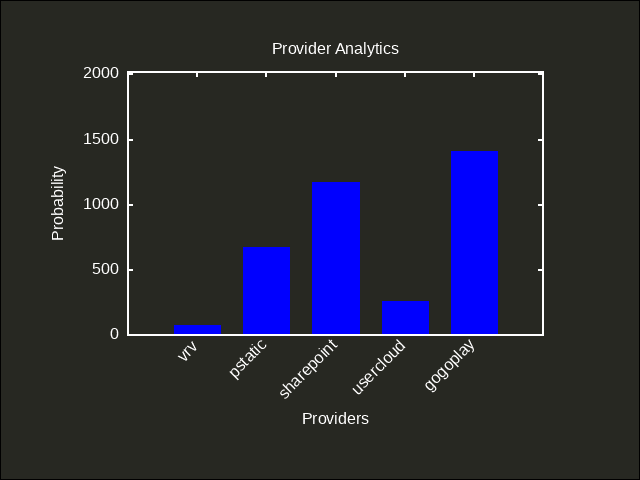 Provider Analytics
2000
1500
1000
500
0
Probability
vrv
pstatic
sharepoint
usercloud
gogoplay
Providers